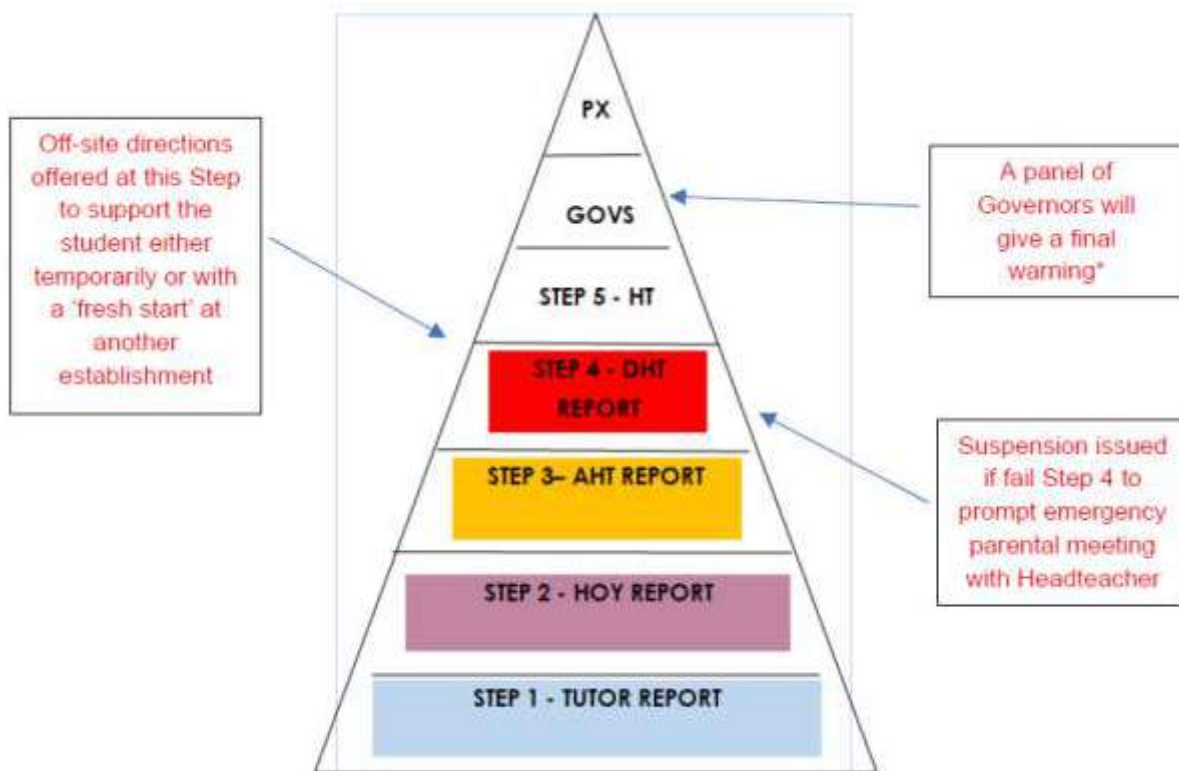 PX
Off-site directions
offered at this Step
to support the
student either
temporarily or with
a ‘fresh start’ at
another
establishment
A panel of
Governors will
give a final
warning*
GOVS
STEP 5 - HT
STEP 4 - DHT
REPORT
Suspension issued
if fail Step 4 to
prompt emergency
parental meeting
with Headteacher
STEP 3– AHT REPORT
STEP 2 - HOY REPORT
STEP 1 - TUTOR REPORT